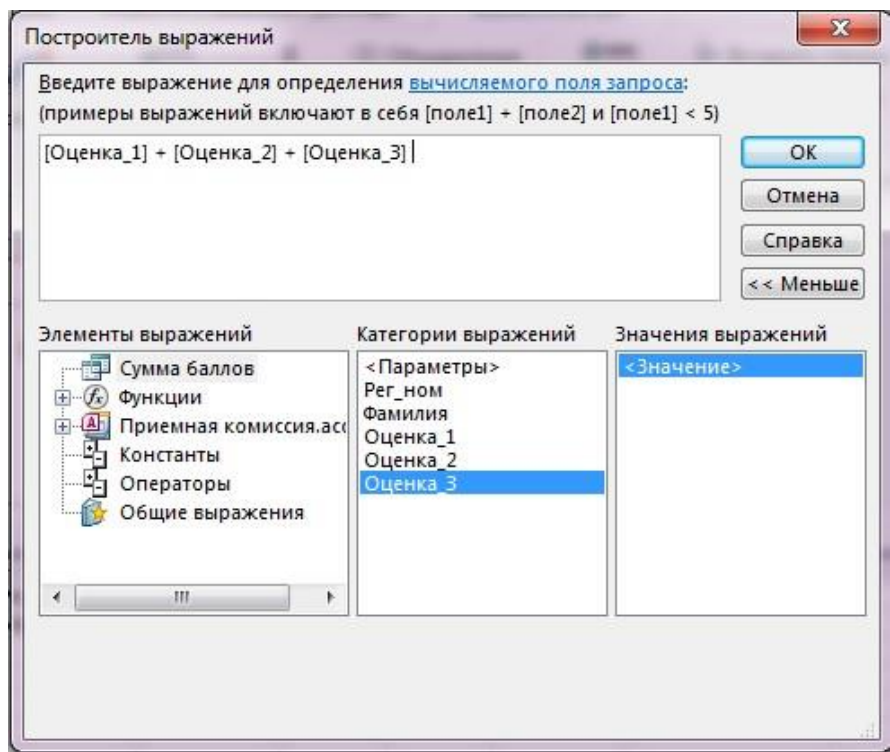 Построитель выражений
Введите выражение для определения вычисляемого поля запроса:
(примеры выражений включают в себя [поле1] + [поле2] и [поле1] < 5)
[Оценка_1] + [Оценка_2] + [Оценка_3]
ОК
Отмена
Справка
<< Меньше
Элементы выражений
Сумма баллов
Функции
Приемная комиссия.acc
Константы
Операторы
Общие выражения
Категории выражений
<Параметры>
Рег_ном
Фамилия
Оценка_1
Оценка_2
Оценка_3
Значения выражений
<Значение>